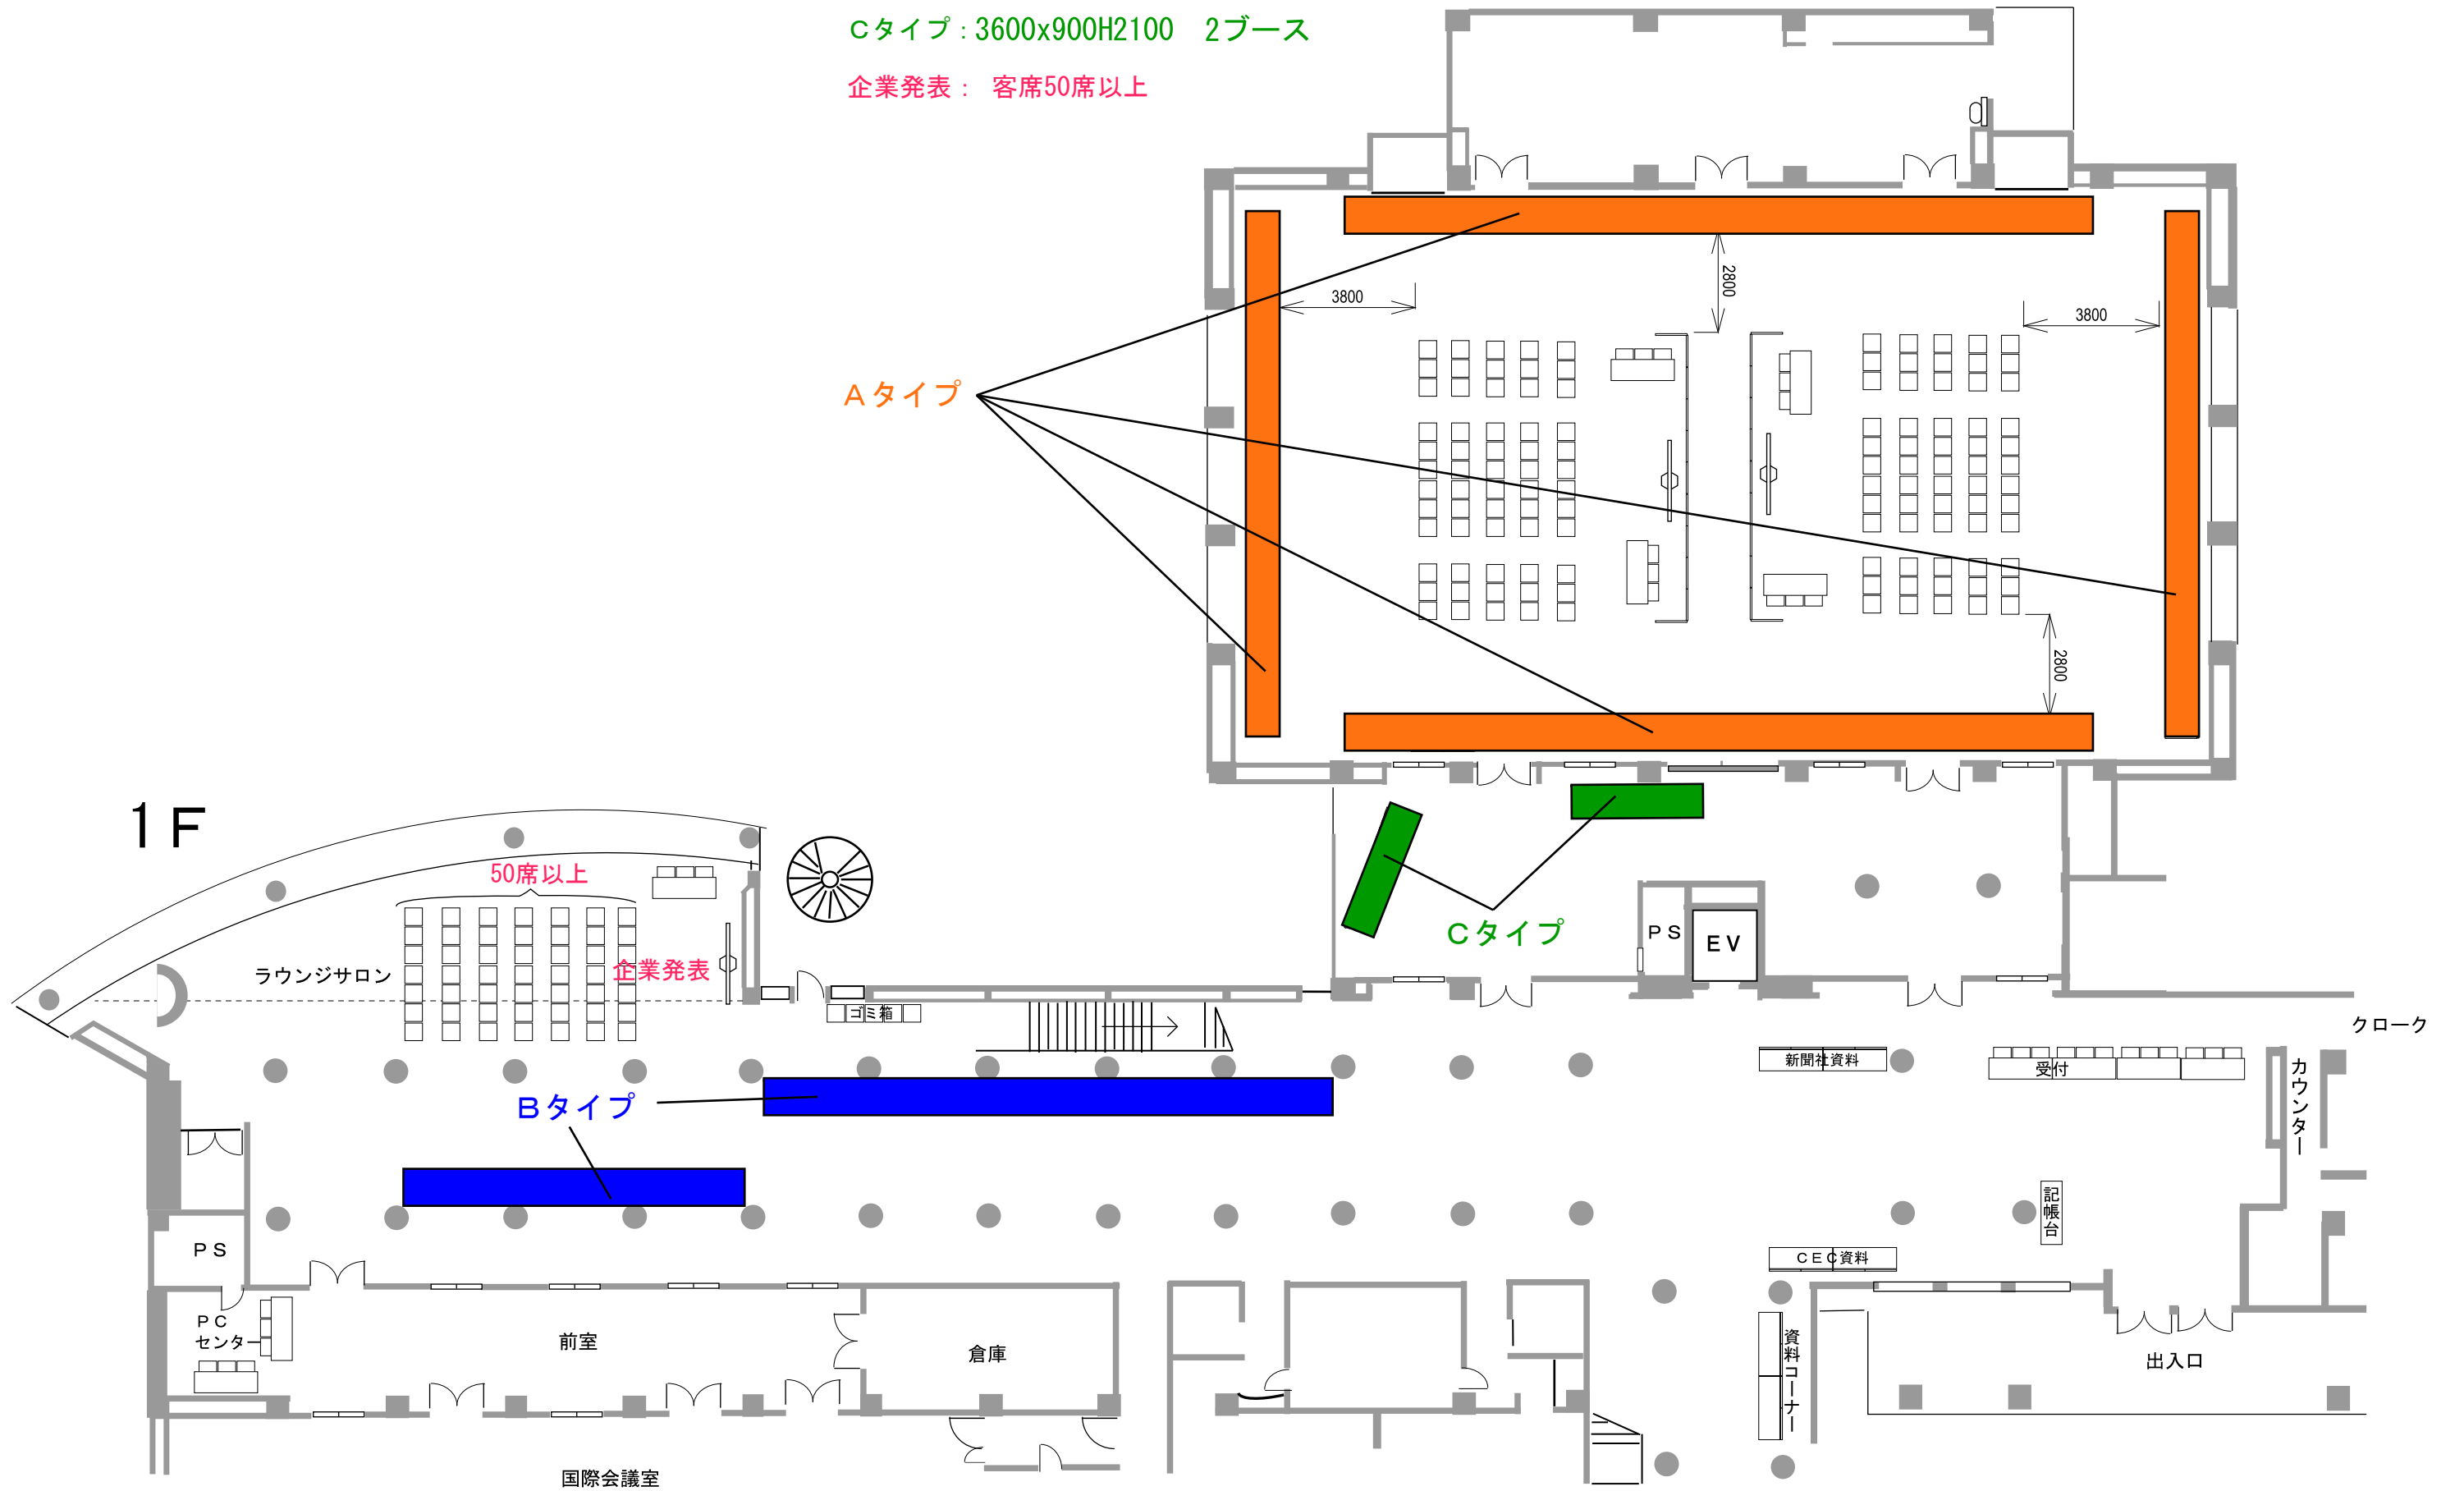 Cタイプ：3600x900H2100　2ブース
企業発表：　客席50席以上
2800
3800
3800
Aタイプ
2800
1F
50席以上
Cタイプ
PS
EV
企業発表
ラウンジサロン
ゴミ箱
クローク
新聞社資料
受付
カウンター
Bタイプ
記帳台
PS
CEC資料
PC
センター
前室
倉庫
資料コーナー
出入口
国際会議室